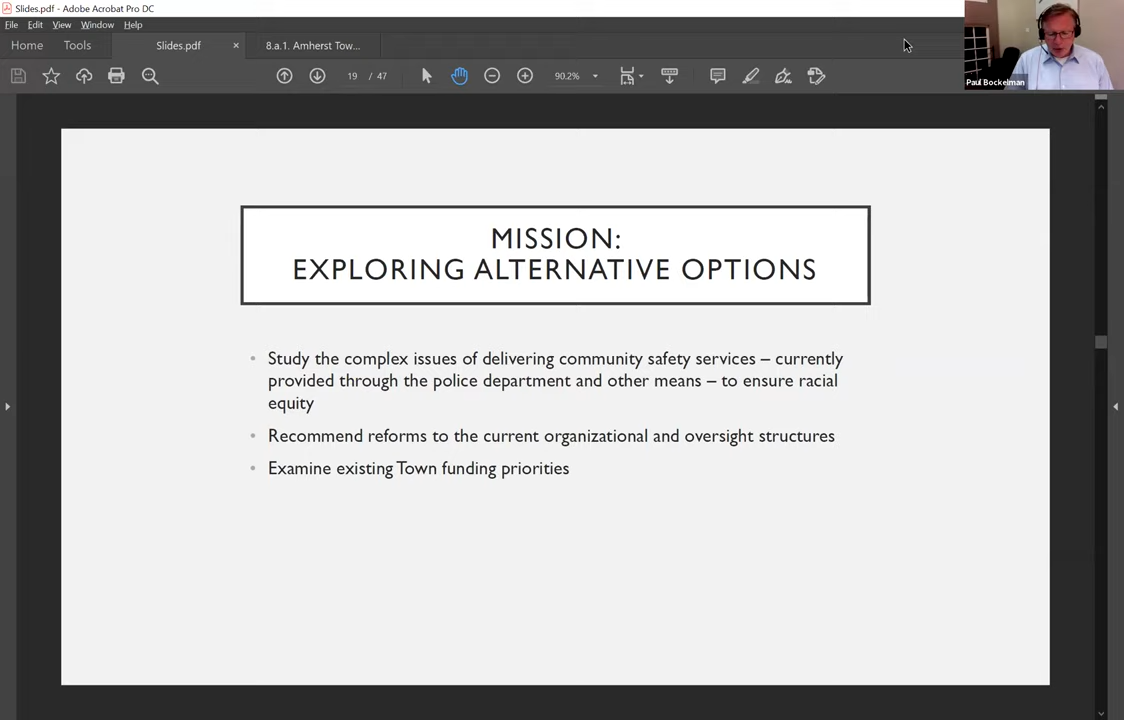 Slides.pdf - Adobe Acrobat Pro DC
File Edit View Window Help
Home Tools Slides.pdf × 8.a.1. Amherst Tow...
19 / 47 90.2%
Paul Bockelman
MISSION:
EXPLORING ALTERNATIVE OPTIONS
• Study the complex issues of delivering community safety services – currently
provided through the police department and other means – to ensure racial
equity
• Recommend reforms to the current organizational and oversight structures
• Examine existing Town funding priorities